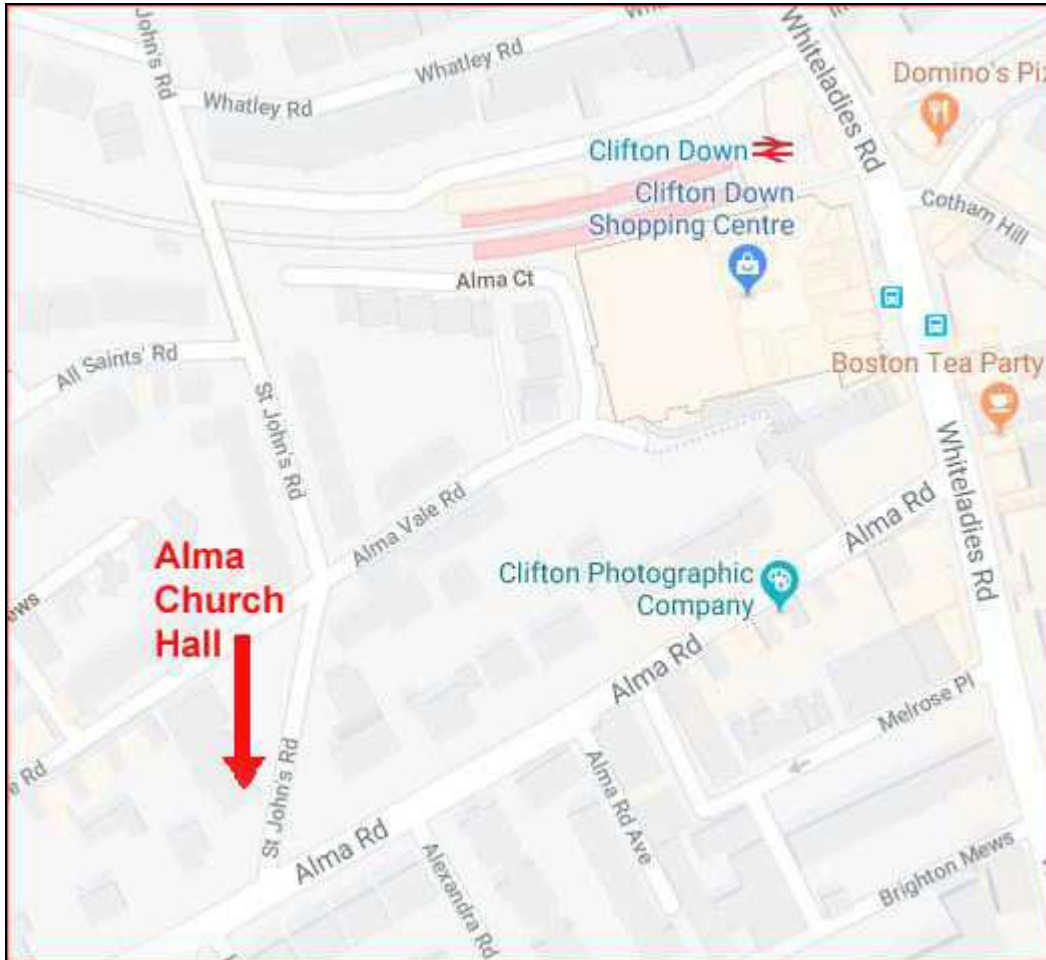 St
John's Rd
Whatley Rd
Whatley Rd
Whiteladies Rd
Domino's Piz
Clifton Down
Clifton Down
Shopping Centre
Cotham Hill
Alma Ct
All Saints' Rd
Boston Tea Party
St John's Rd
Whiteladies Rd
Alma Vale Rd
Alma Rd
Alma
Church
Hall
Clifton Photographic
Company
ews
Alma Rd
Melrose Pl
e Rd
St John's Rd
Alma Rd Ave
Alma Rd
Alexandra Rd
Brighton Mews